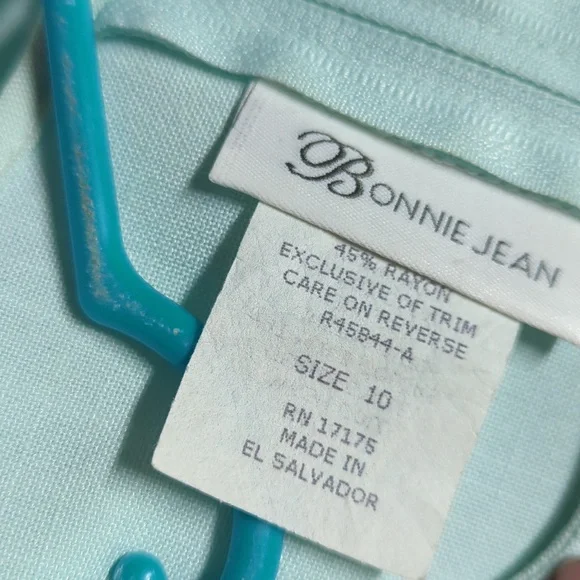 BONNIE JEAN
45% RAYON
EXCLUSIVE OF TRIM
CARE ON REVERSE
R45844-A
SIZE 10
RN 17175
MADE IN
EL SALVADOR